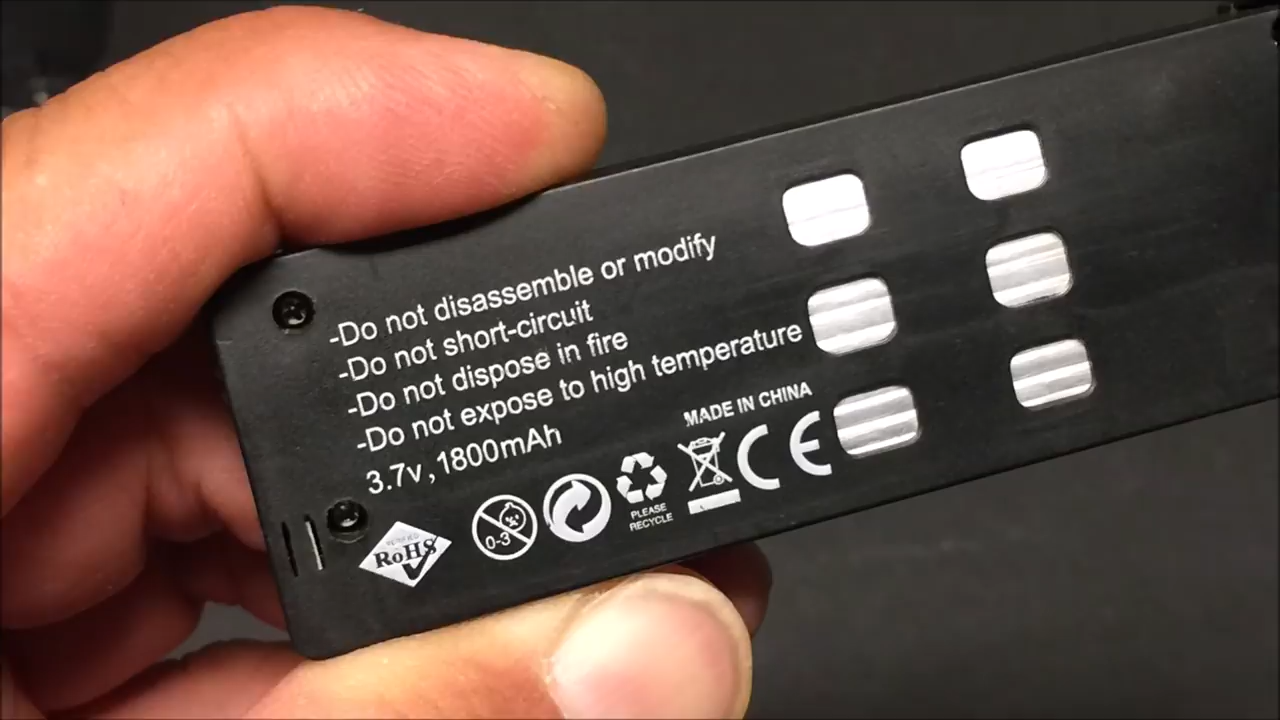 -Do not disassemble or modify
-Do not short-circuit
-Do not dispose in fire
-Do not expose to high temperature
3.7v,1800mAh
MADE IN CHINA
RoHS
0-3
PLEASE
RECYCLE
CE